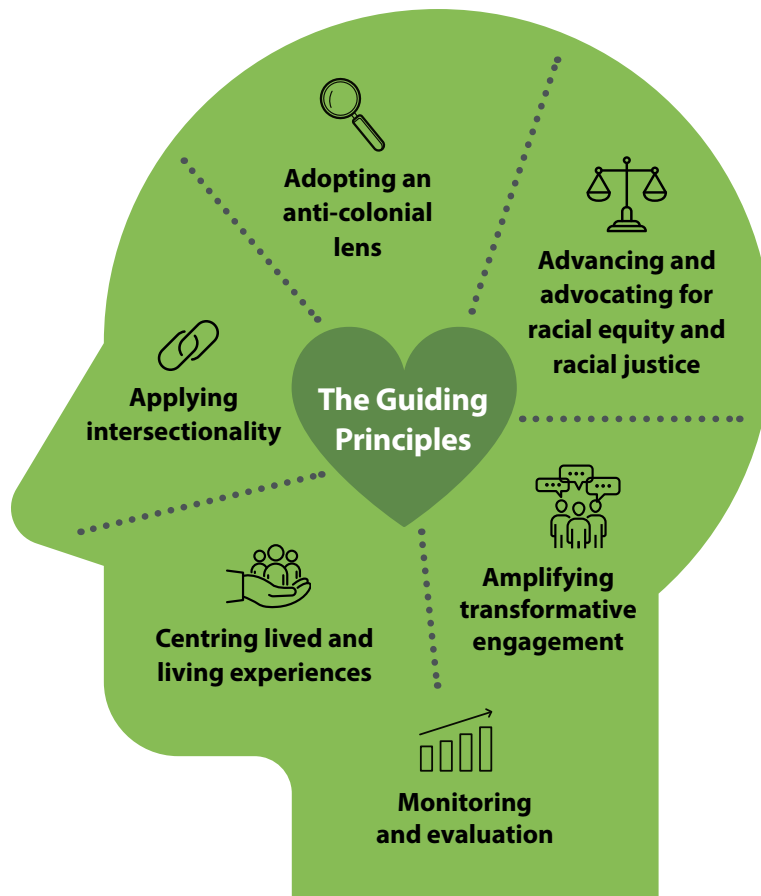 Adopting an
anti-colonial
lens
Advancing and
advocating for
racial equity and
racial justice
Applying
intersectionality
The Guiding
Principles
Amplifying
transformative
engagement
Centring lived and
living experiences
Monitoring
and evaluation